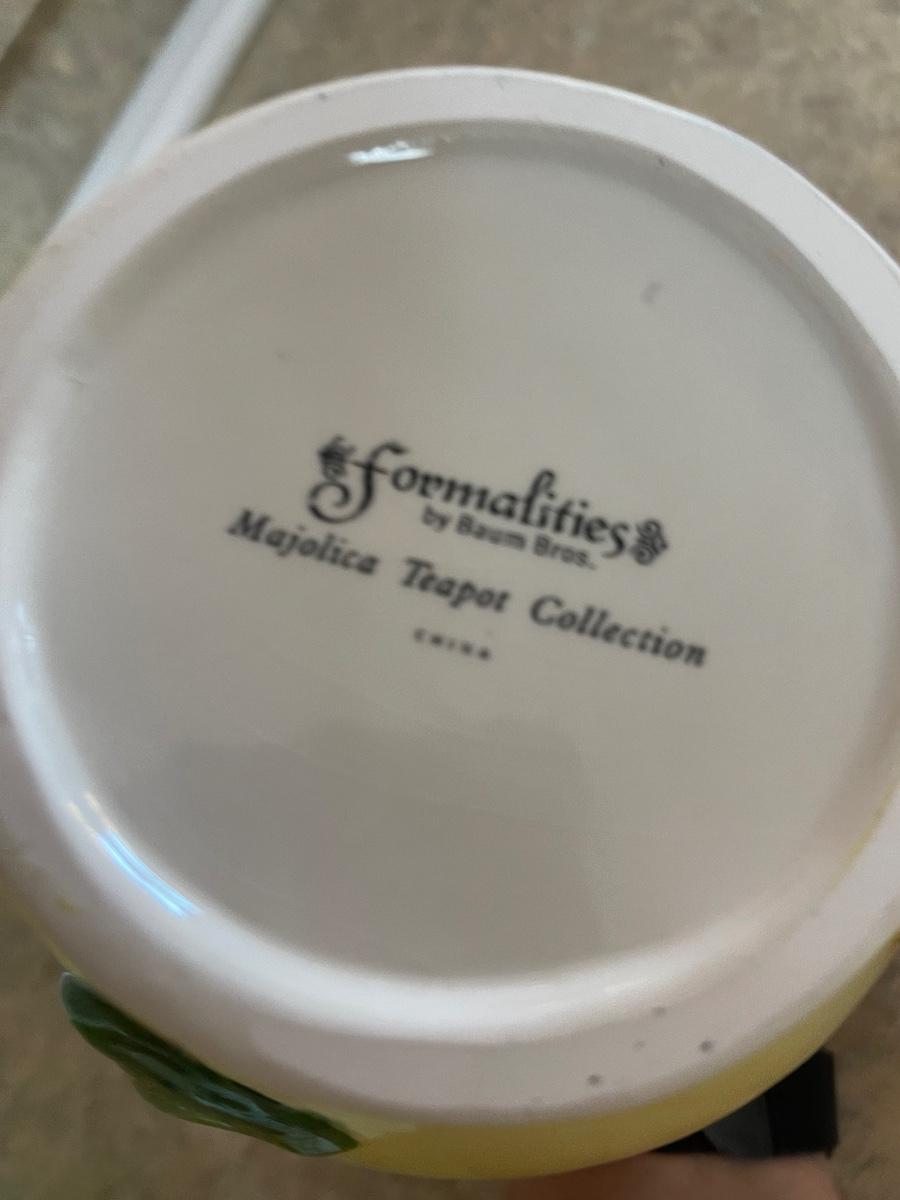 formalities
by Baum Bros.
Majolica Teapot Collection
CHINA